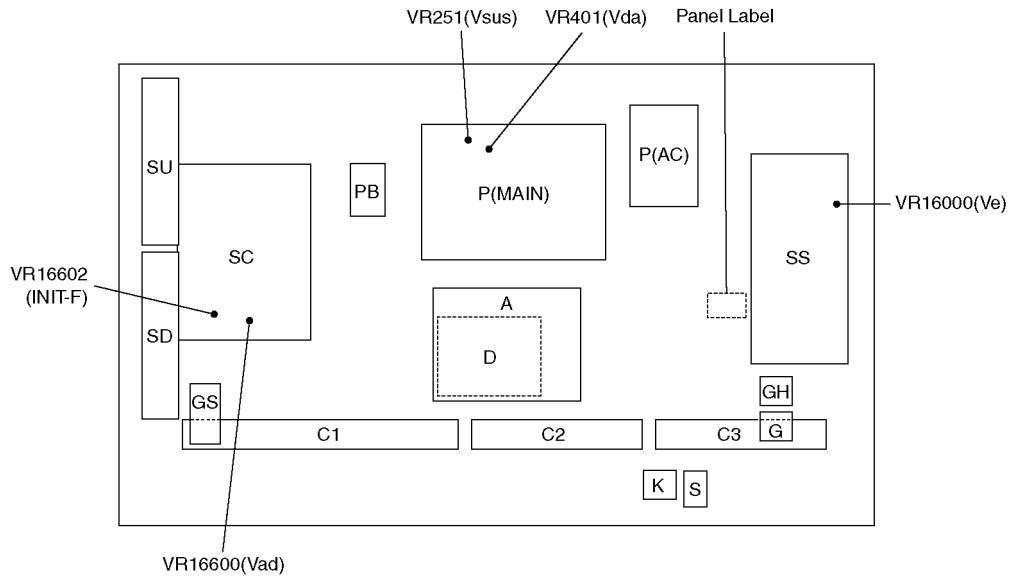 VR251(Vsus)
VR401(Vda)
Panel Label
SU
PB
P(MAIN)
P(AC)
VR16000(Ve)
SC
SS
VR16602
(INIT-F)
A
SD
D
GS
GH
C1
C2
C3
G
K
S
VR16600(Vad)